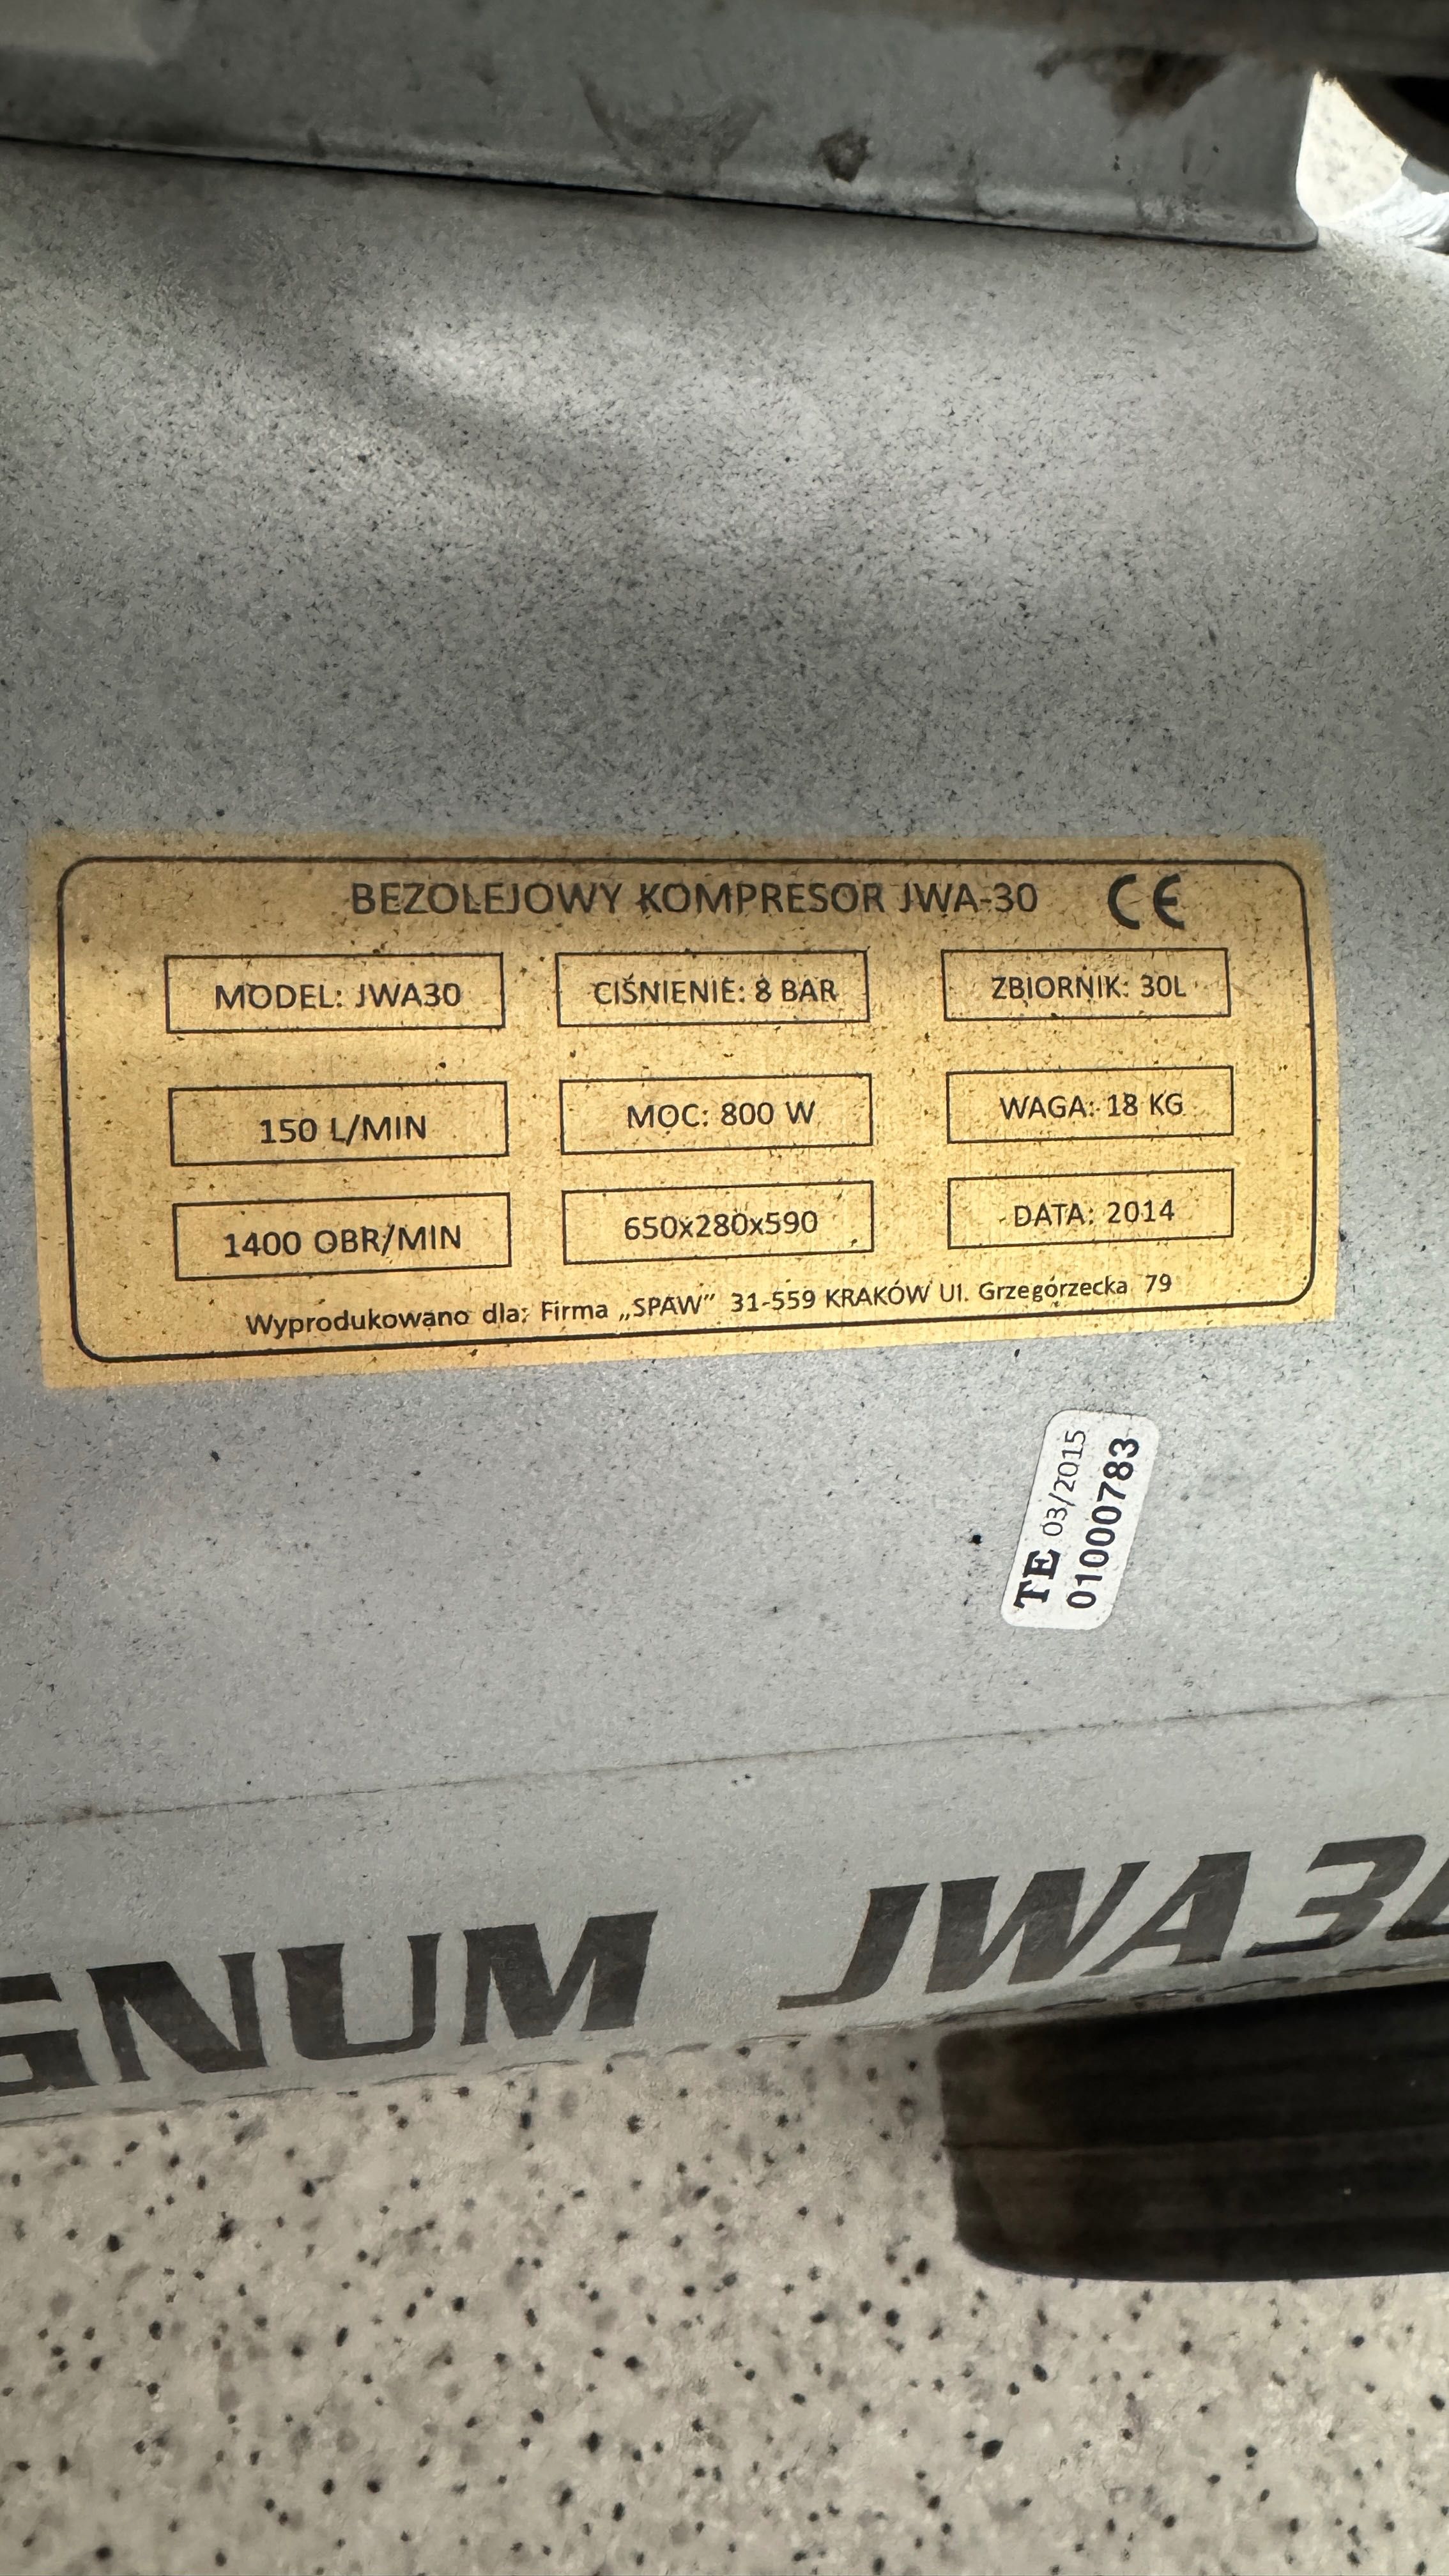 BEZOLEJOWY KOMPRESOR JWA-30 CE
MODEL: JWA30 CIŚNIENIE: 8 BAR ZBIORNIK: 30L
150 L/MIN MOC: 800 W WAGA: 18 KG
1400 OBR/MIN 650x280x590 DATA: 2014
Wyprodukowano dla: Firma „SPAW” 31-559 KRAKÓW Ul. Grzegórzecka 79
TE 03/2015
01000783
GNUM JWA30